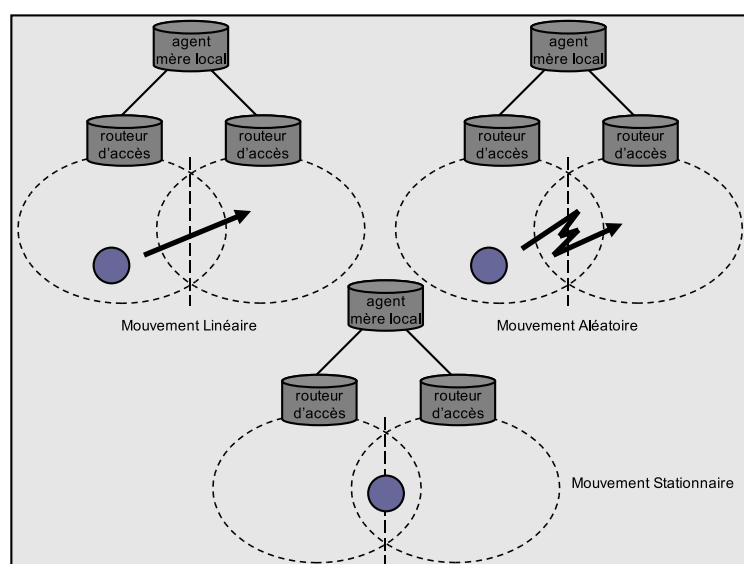 agent
mère local
routeur
d'accès
routeur
d'accès
Mouvement Linéaire
agent
mère local
routeur
d'accès
routeur
d'accès
Mouvement Aléatoire
agent
mère local
routeur
d'accès
routeur
d'accès
Mouvement Stationnaire